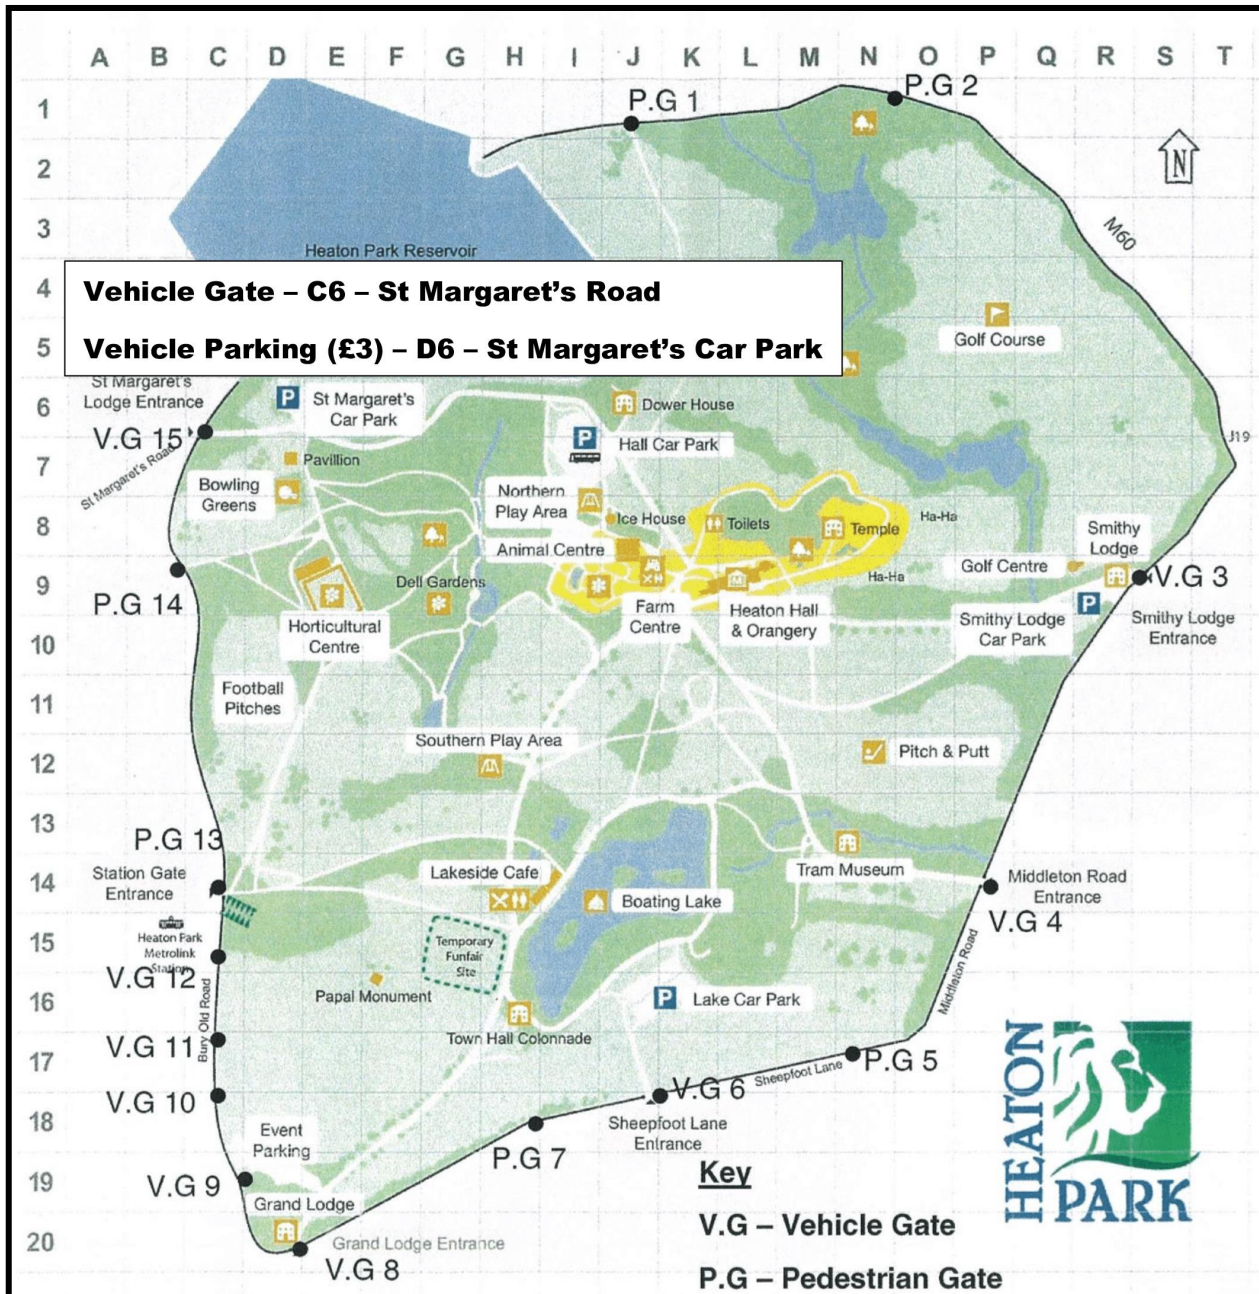 A B C D E F G H I J K L M N O P Q R S T
1
2
3
4
5
6
7
8
9
10
11
12
13
14
15
16
17
18
19
20
P.G 1
P.G 2
N
M60
Heaton Park Reservoir
Vehicle Gate – C6 – St Margaret's Road
Vehicle Parking (£3) – D6 – St Margaret's Car Park
Golf Course
St Margaret's
Lodge Entrance
P
St Margaret's
Car Park
Dower House
V.G 15
St Margaret's Road
P
Hall Car Park
J19
Pavillion
Bowling
Greens
Northern
Play Area
Ice House
Toilets
Temple
Ha-Ha
Smithy
Lodge
Animal Centre
Golf Centre
Ha-Ha
V.G 3
Dell Gardens
P.G 14
Farm
Centre
Heaton Hall
& Orangery
P
Smithy Lodge
Car Park
Smithy Lodge
Entrance
Horticultural
Centre
Football
Pitches
Southern Play Area
Pitch & Putt
P.G 13
Station Gate
Entrance
Lakeside Cafe
Tram Museum
Boating Lake
Middleton Road
Entrance
V.G 4
Heaton Park
Metrolink
Station
Temporary
Funfair
Site
V.G 12
Papal Monument
P
Lake Car Park
Middleton Road
Bury Old Road
Town Hall Colonnade
V.G 11
P.G 5
Sheepfoot Lane
V.G 6
V.G 10
Sheepfoot Lane
Entrance
Event
Parking
P.G 7
V.G 9
Grand Lodge
Grand Lodge Entrance
V.G 8
Key
V.G – Vehicle Gate
P.G – Pedestrian Gate
HEATON
PARK